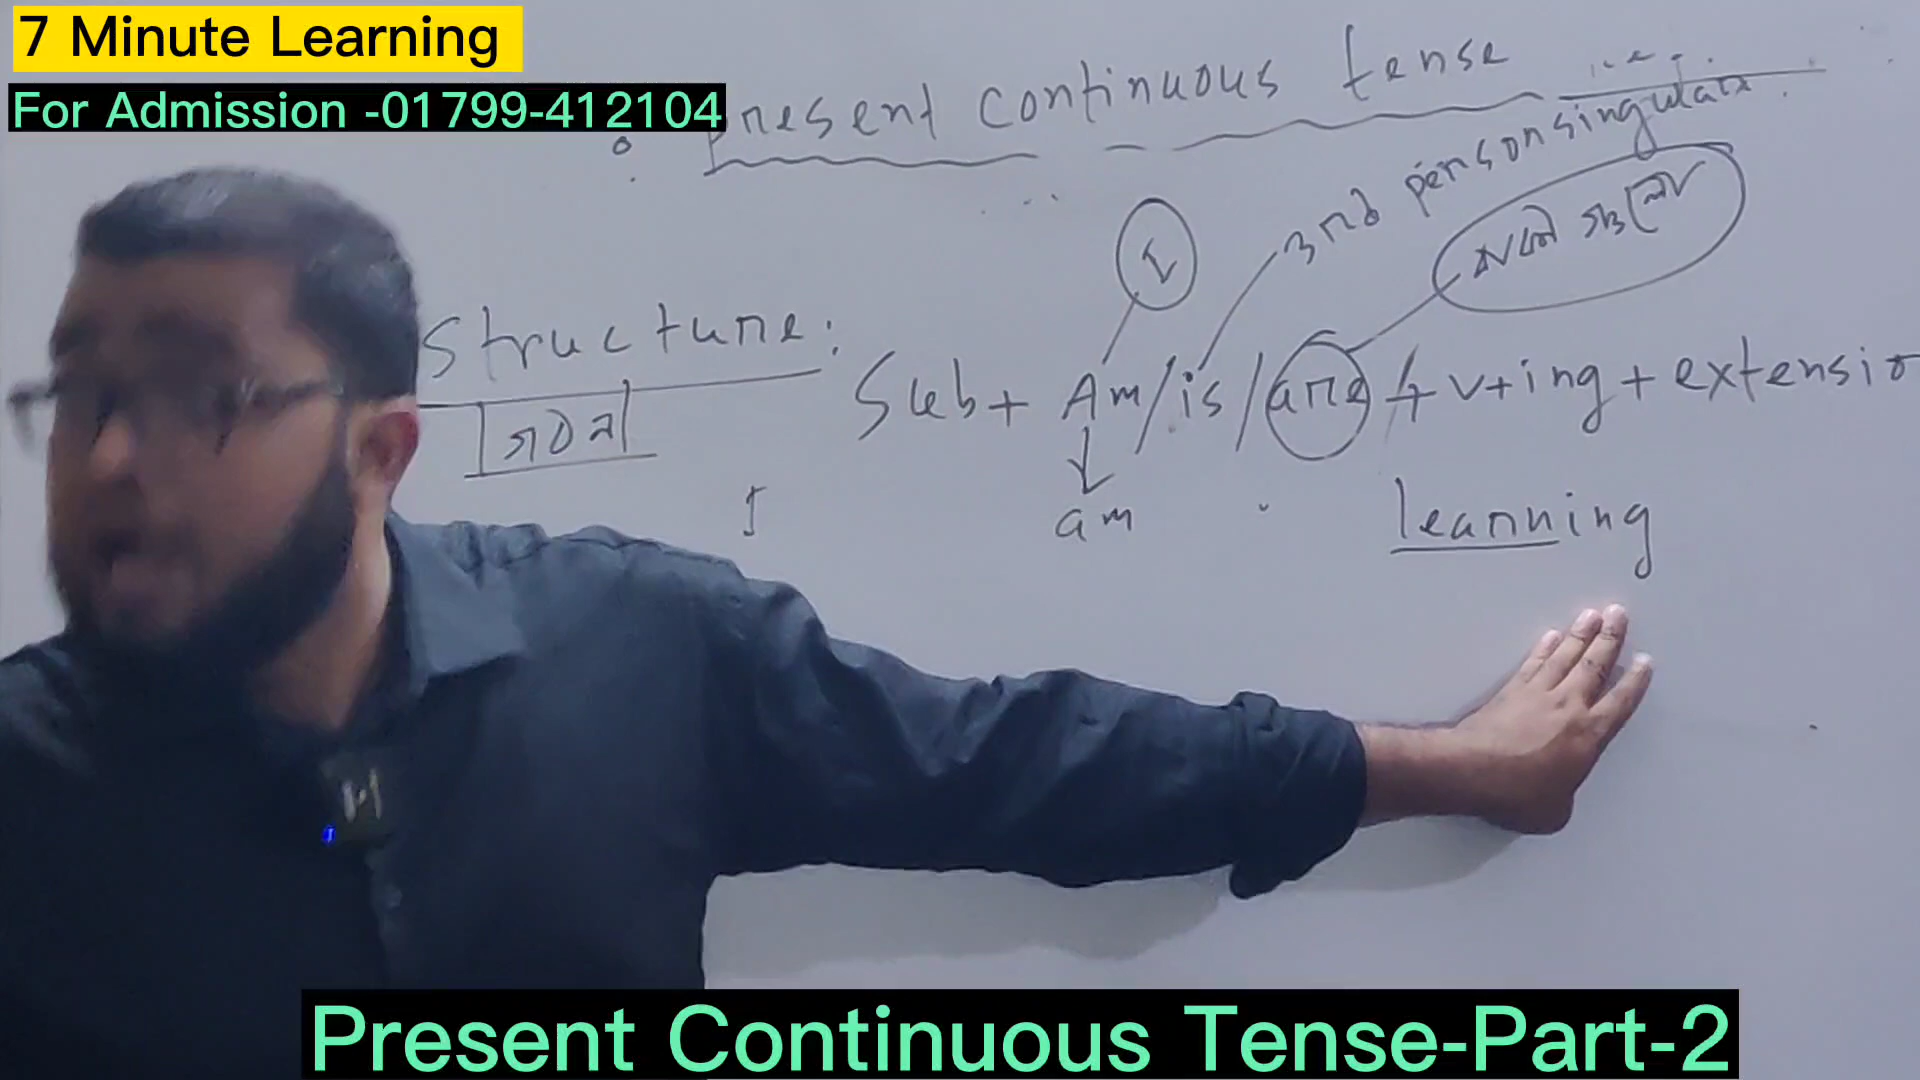 7 Minute Learning
For Admission -01799-412104
Present continuous tense
3rd person singular
I
Structure:
Sub + Am/is/are + v+ing + extension
গঠন
I am learning
Present Continuous Tense-Part-2